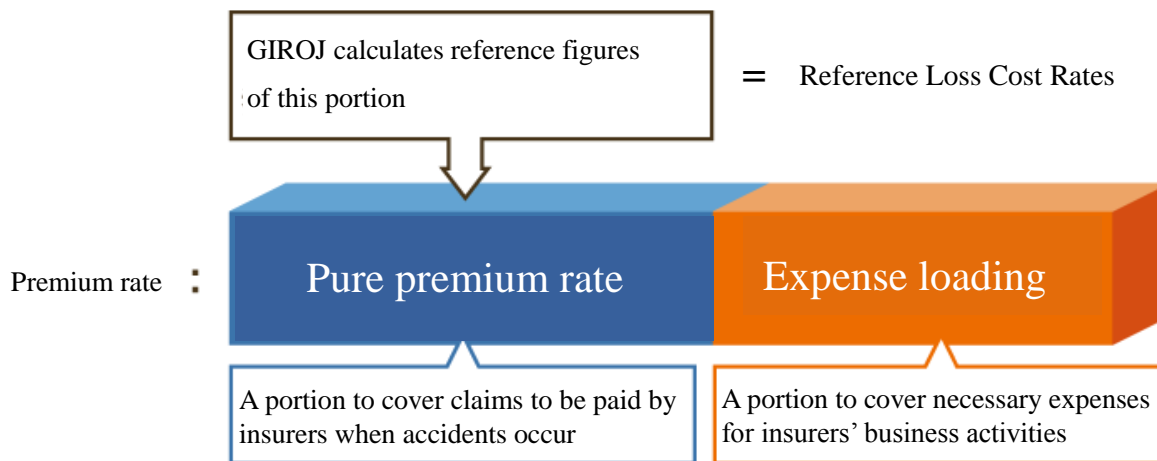 GIROJ calculates reference figures
of this portion
= Reference Loss Cost Rates
Premium rate :
Pure premium rate
Expense loading
A portion to cover claims to be paid by
insurers when accidents occur
A portion to cover necessary expenses
for insurers’ business activities